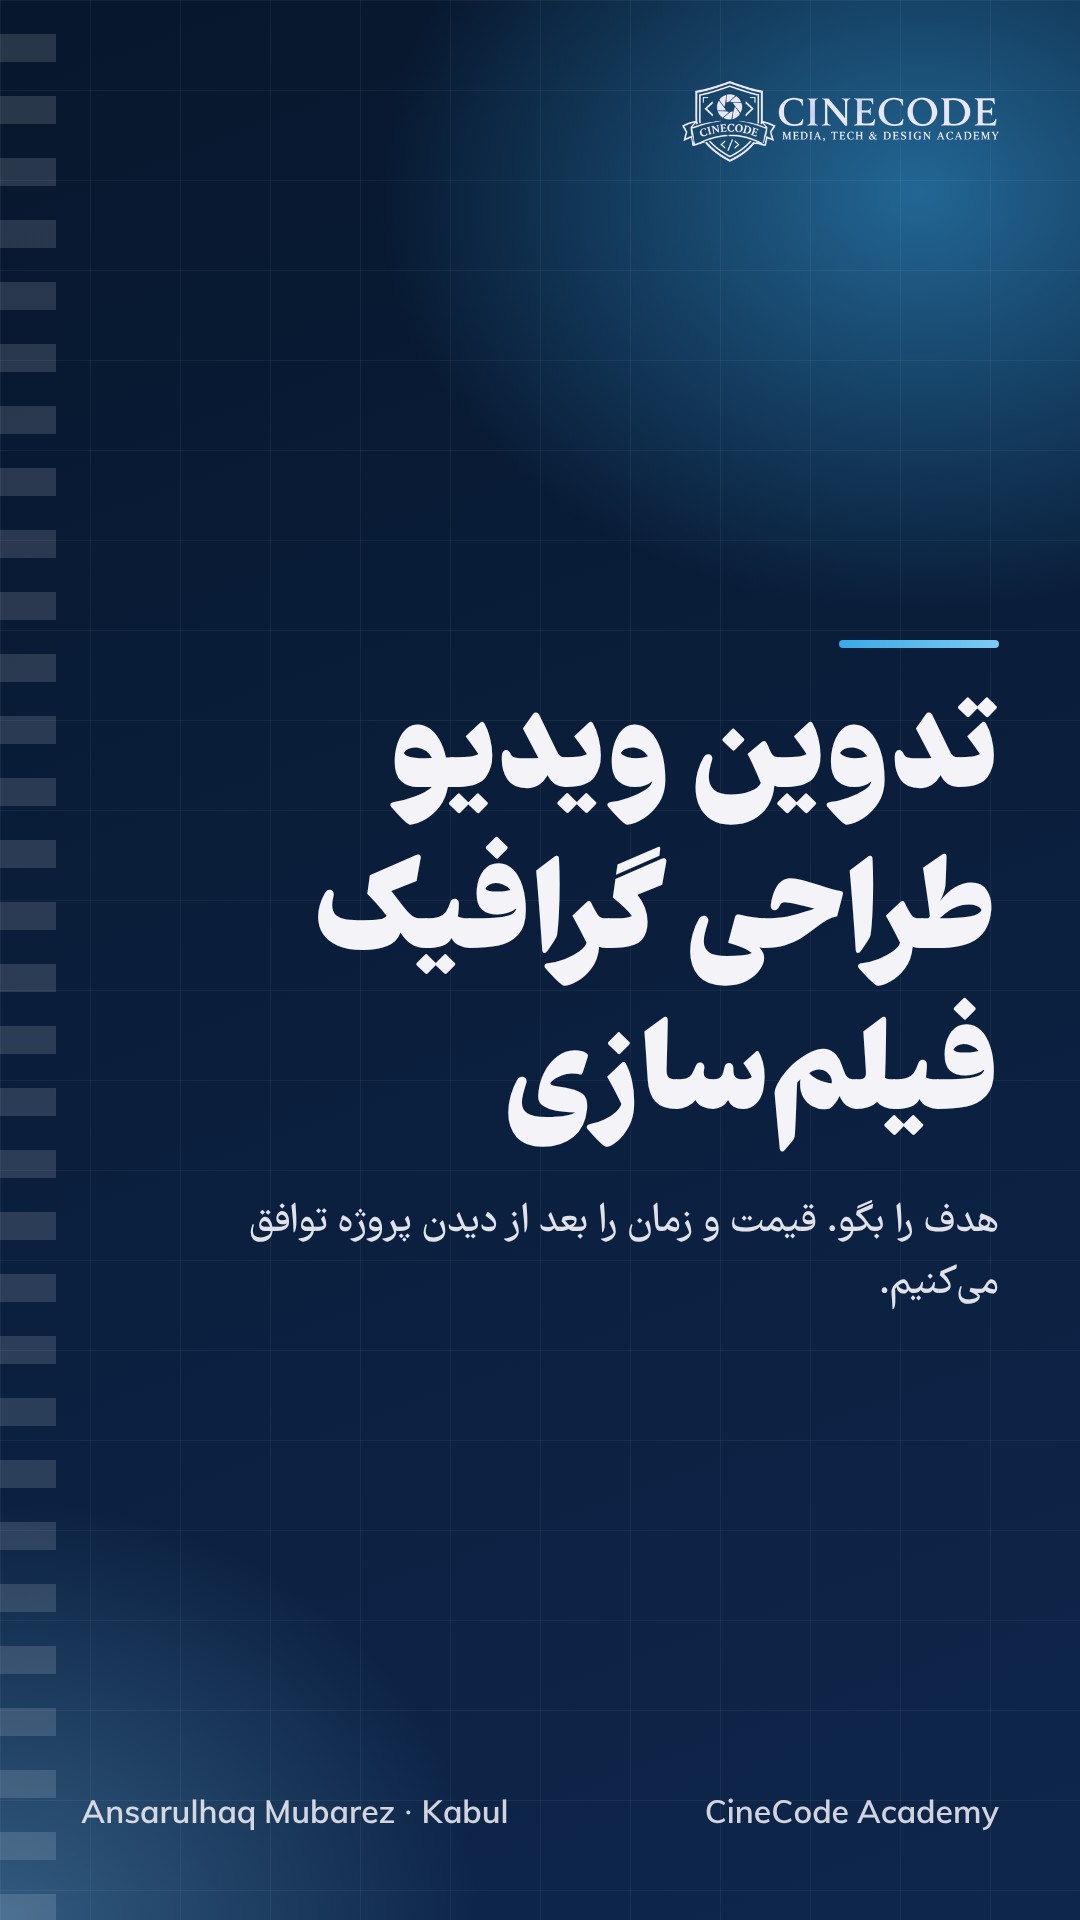 CINECODE
CINECODE
MEDIA, TECH & DESIGN ACADEMY
</>
تدوین ویدیو
طراحی گرافیک
فیلم‌سازی
هدف را بگو. قیمت و زمان را بعد از دیدن پروژه توافق
می‌کنیم.
Ansarulhaq Mubarez · Kabul
CineCode Academy